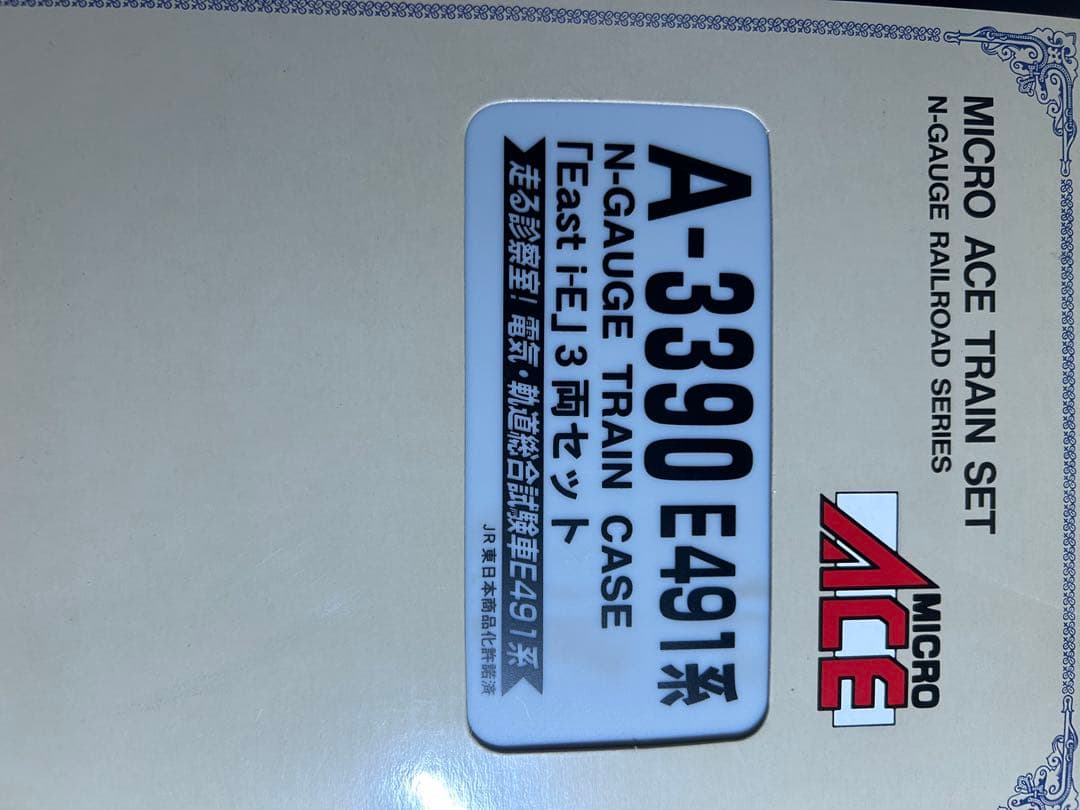 MICRO ACE TRAIN SET
N-GAUGE RAILROAD SERIES
MICRO
ACE
A-3390 E491系
N-GAUGE TRAIN CASE
「East i-E」3両セット
走る診察室!電気・軌道総合試験車E491系
JR東日本商品化許諾済